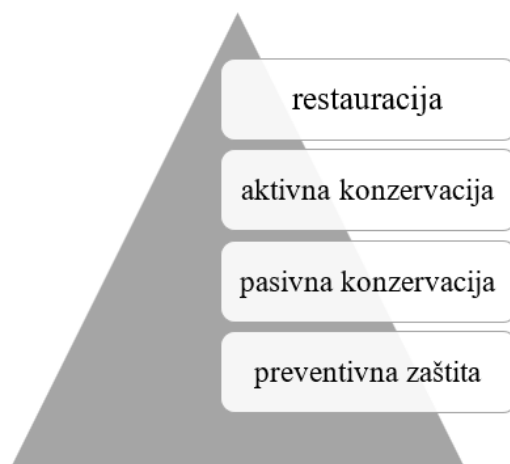 restauracija
aktivna konzervacija
pasivna konzervacija
preventivna zaštita